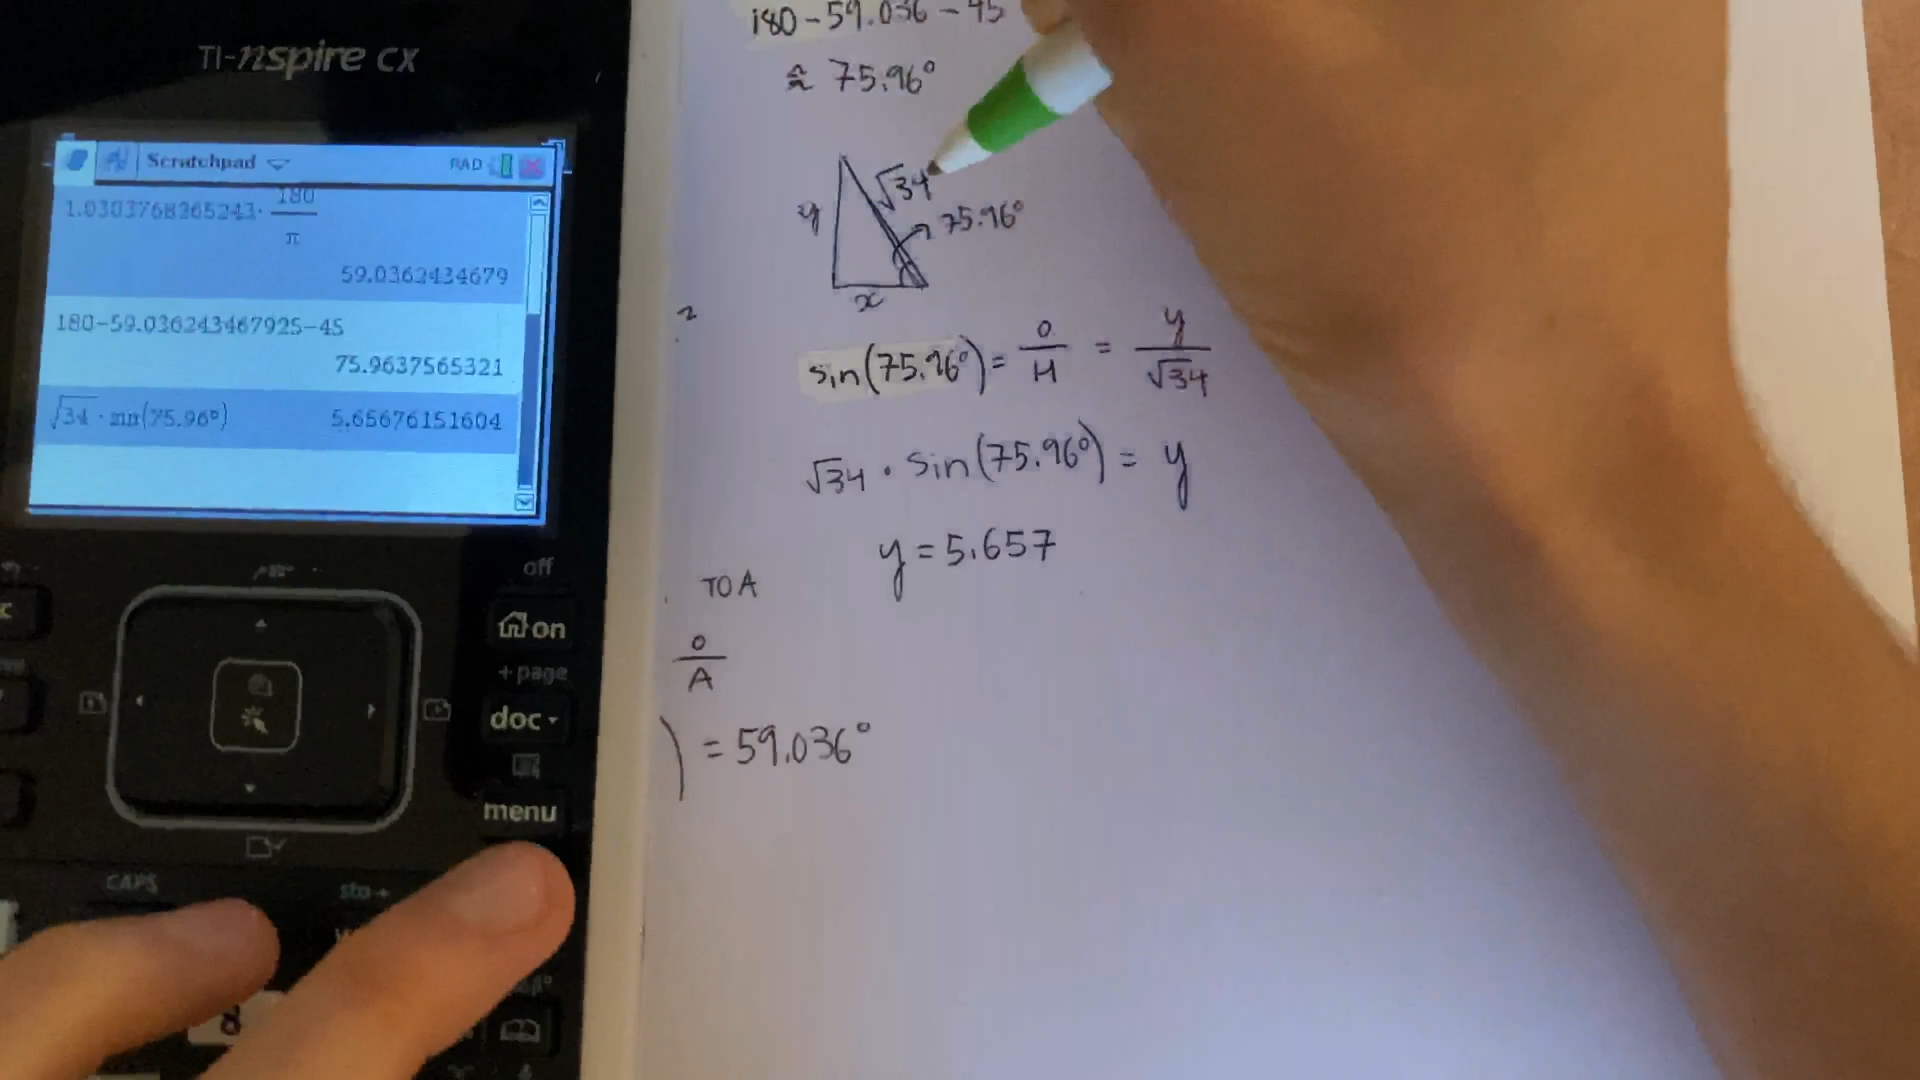 TI-nspire CX
Scratchpad
RAD
1.0303768265243·180/π
59.0362434679
180-59.036243467925-45
75.9637565321
√34·sin(75.96°)
5.65676151604
off
on
+page
doc
menu
CAPS
sto→
8
180-59.036-45
≈ 75.96°
√34
y
75.96°
x
sin(75.96°) = O/H = y/√34
√34 · sin(75.96°) = y
y = 5.657
TOA
O/A
) = 59.036°